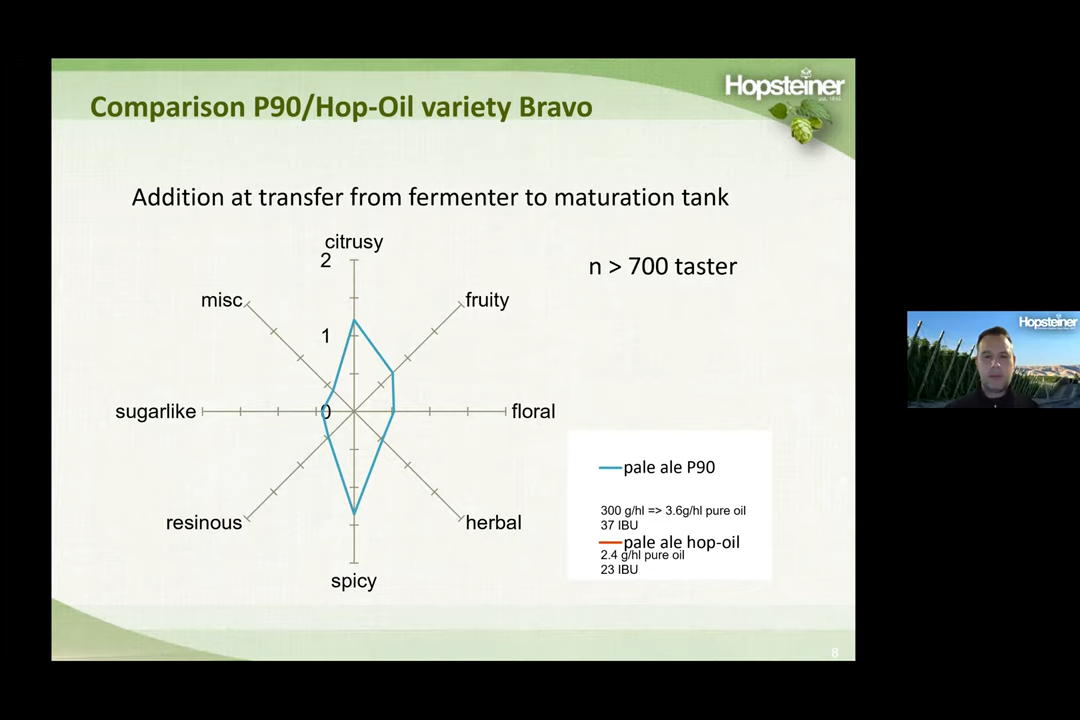 Hopsteiner
Comparison P90/Hop-Oil variety Bravo
Addition at transfer from fermenter to maturation tank
n > 700 taster
citrusy
2
misc
fruity
1
sugarlike
0
floral
resinous
herbal
spicy
pale ale P90
300 g/hl => 3.6g/hl pure oil
37 IBU
pale ale hop-oil
2.4 g/hl pure oil
23 IBU
8
Hopsteiner